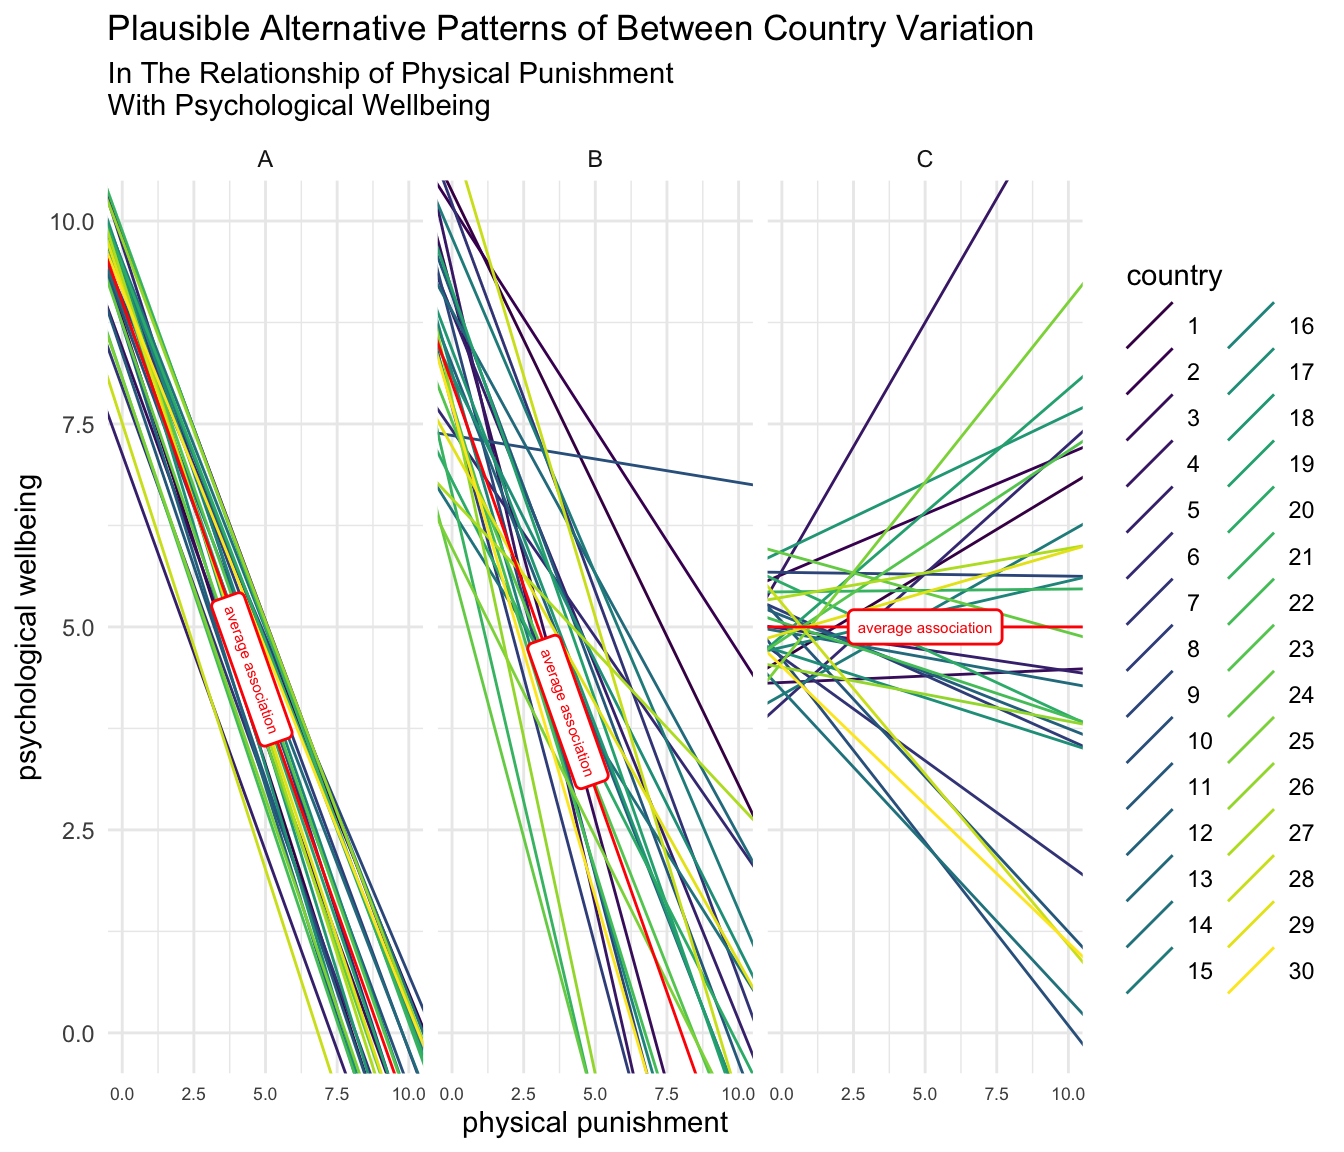 Plausible Alternative Patterns of Between Country Variation
In The Relationship of Physical Punishment
With Psychological Wellbeing
A
B
C
psychological wellbeing
10.0
7.5
5.0
2.5
0.0
average association
average association
average association
0.0 2.5 5.0 7.5 10.0
0.0 2.5 5.0 7.5 10.0
0.0 2.5 5.0 7.5 10.0
physical punishment
country
1 16
2 17
3 18
4 19
5 20
6 21
7 22
8 23
9 24
10 25
11 26
12 27
13 28
14 29
15 30